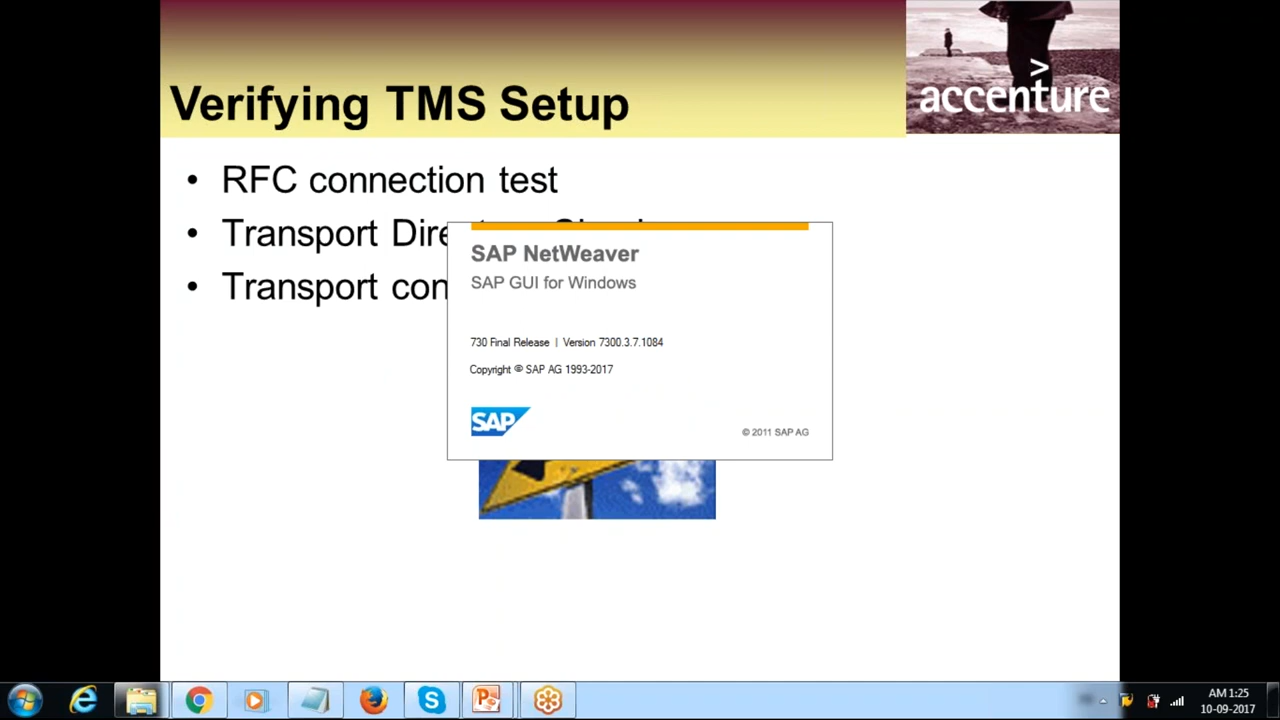 >
accenture
Verifying TMS Setup
• RFC connection test
• Transport Dire
• Transport con
SAP NetWeaver
SAP GUI for Windows
730 Final Release | Version 7300.3.7.1084
Copyright ® SAP AG 1993-2017
SAP
© 2011 SAP AG
AM 1:25
10-09-2017